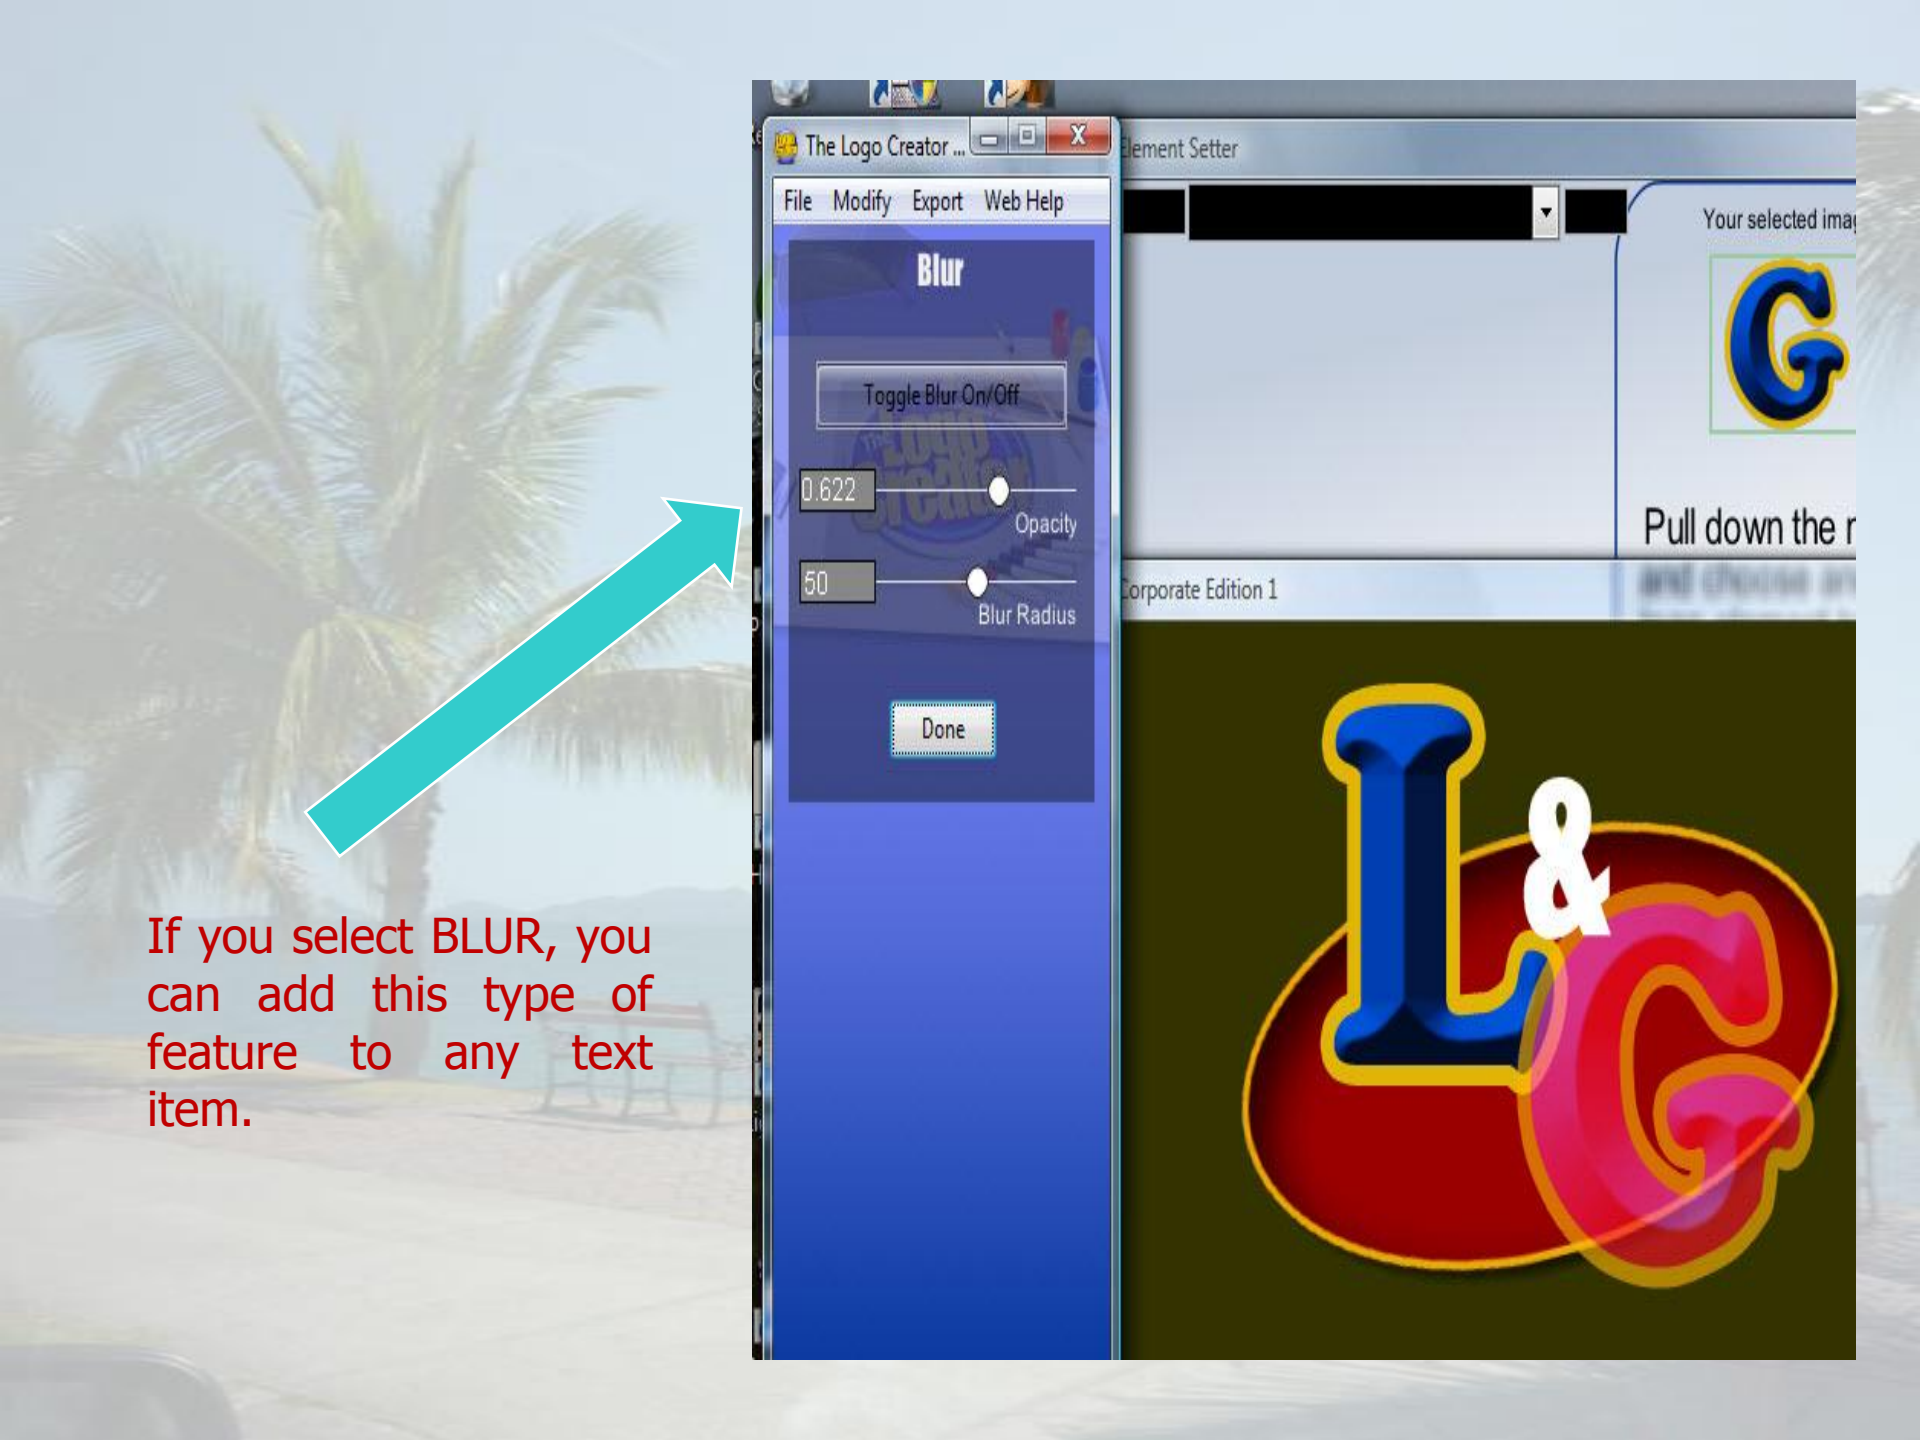 The Logo Creator ...
File Modify Export Web Help
Blur
Toggle Blur On/Off
0.622
Opacity
50
Blur Radius
Done
Element Setter
Your selected
G
Pull down the
and choose
Corporate Edition 1
L
&
G
If you select BLUR, you
can add this type of
feature to any text
item.